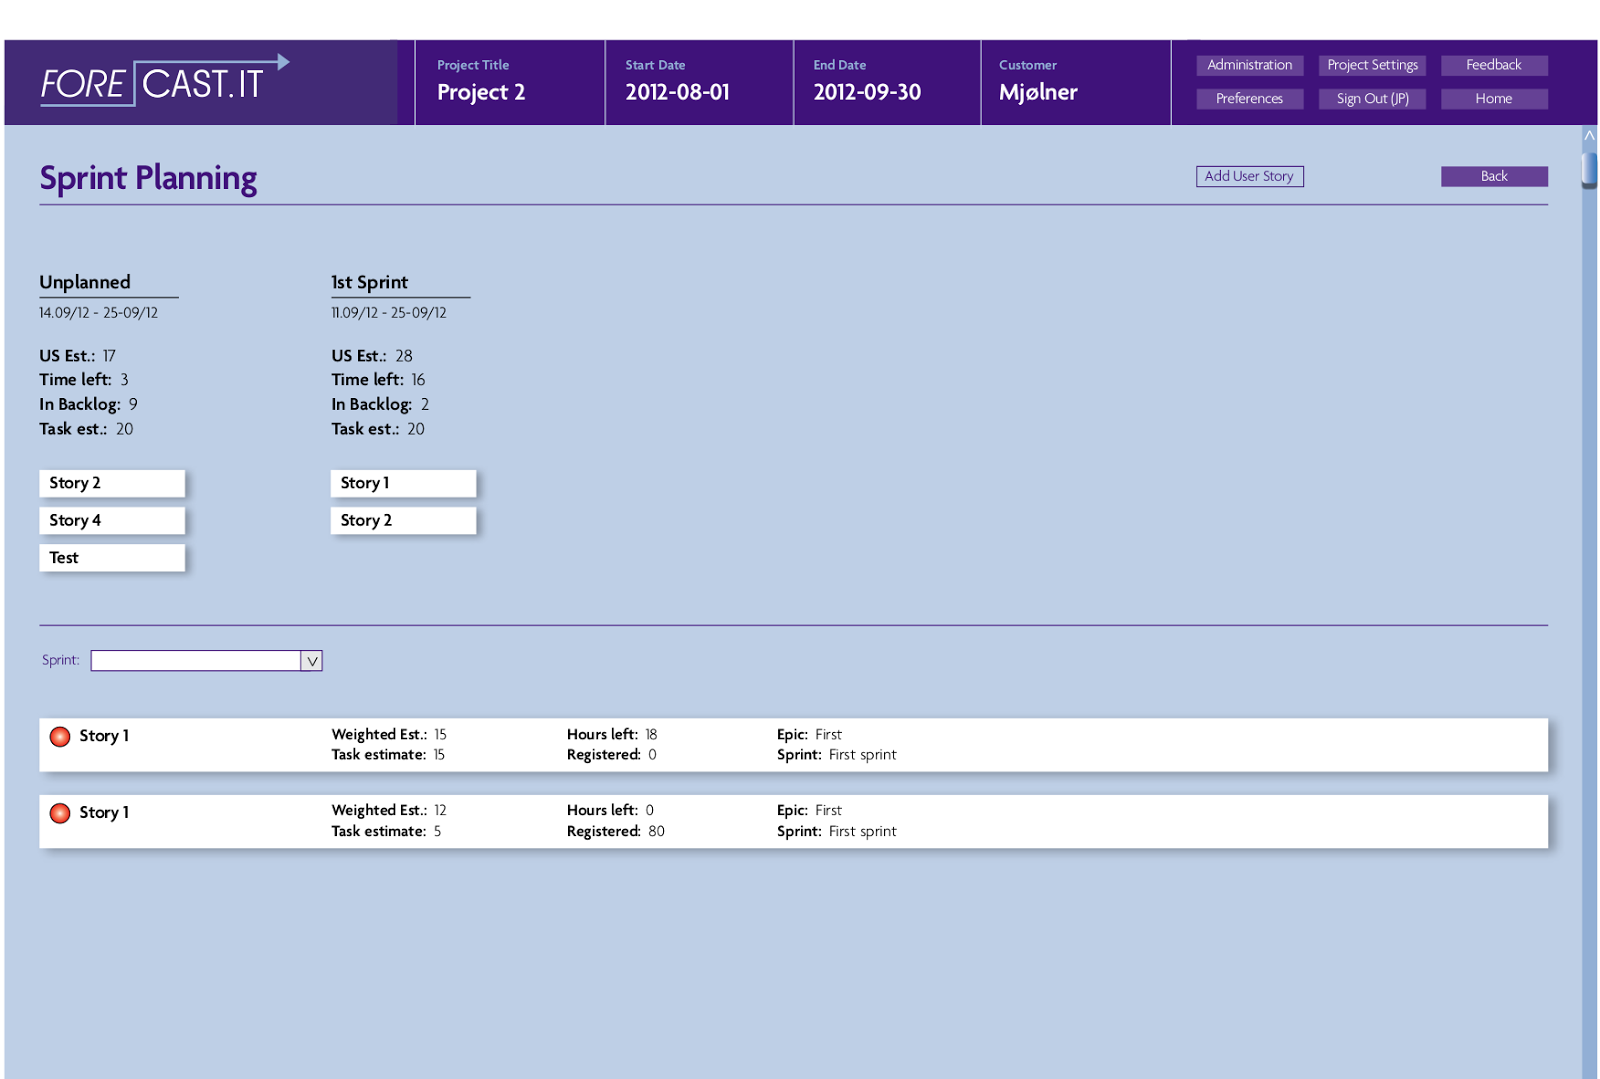 FORE CAST.IT
Project Title
Project 2
Start Date
2012-08-01
End Date
2012-09-30
Customer
Mjølner
Administration
Project Settings
Feedback
Preferences
Sign Out (JP)
Home
Sprint Planning
Add User Story
Back
Unplanned
14.09/12 - 25-09/12
US Est.: 17
Time left: 3
In Backlog: 9
Task est.: 20
Story 2
Story 4
Test
1st Sprint
11.09/12 - 25-09/12
US Est.: 28
Time left: 16
In Backlog: 2
Task est.: 20
Story 1
Story 2
Sprint:
Story 1
Weighted Est.: 15
Task estimate: 15
Hours left: 18
Registered: 0
Epic: First
Sprint: First sprint
Story 1
Weighted Est.: 12
Task estimate: 5
Hours left: 0
Registered: 80
Epic: First
Sprint: First sprint